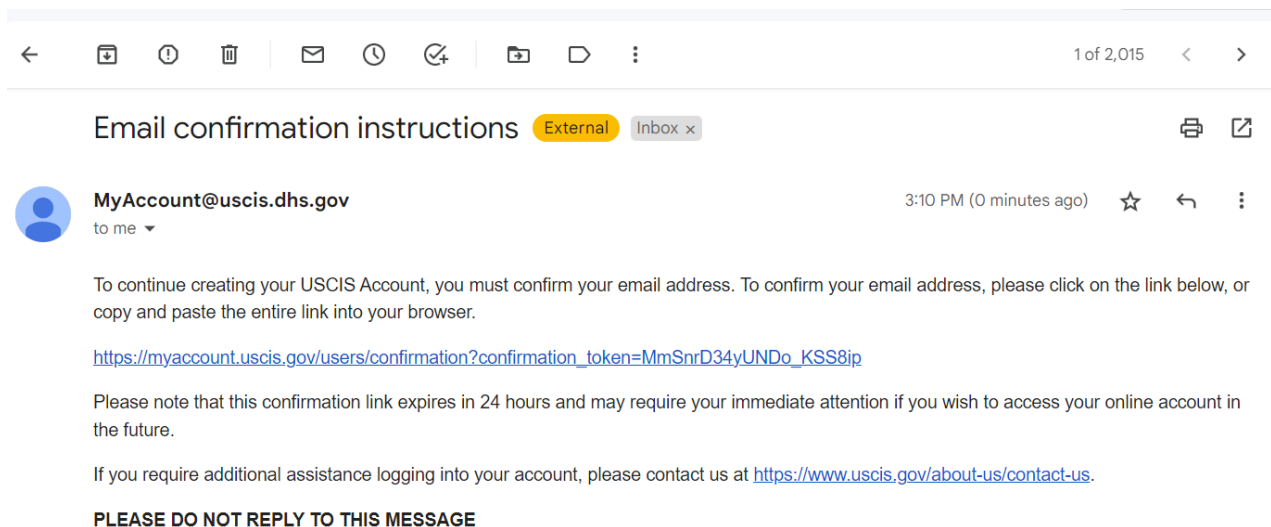 1 of 2,015
Email confirmation instructions External Inbox x
MyAccount@uscis.dhs.gov 3:10 PM (0 minutes ago)
to me
To continue creating your USCIS Account, you must confirm your email address. To confirm your email address, please click on the link below, or
copy and paste the entire link into your browser.
https://myaccount.uscis.gov/users/confirmation?confirmation_token=MmSnrD34yUNDo_KSS8ip
Please note that this confirmation link expires in 24 hours and may require your immediate attention if you wish to access your online account in
the future.
If you require additional assistance logging into your account, please contact us at https://www.uscis.gov/about-us/contact-us.
PLEASE DO NOT REPLY TO THIS MESSAGE